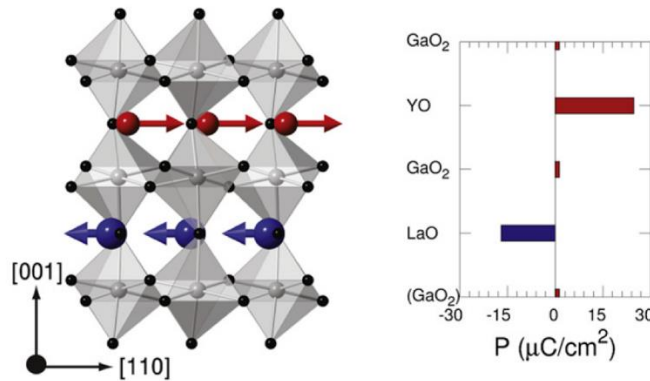 [001]
[110]
GaO₂
YO
GaO₂
LaO
(GaO₂)
-30 -15 0 15 30
P (μC/cm²)